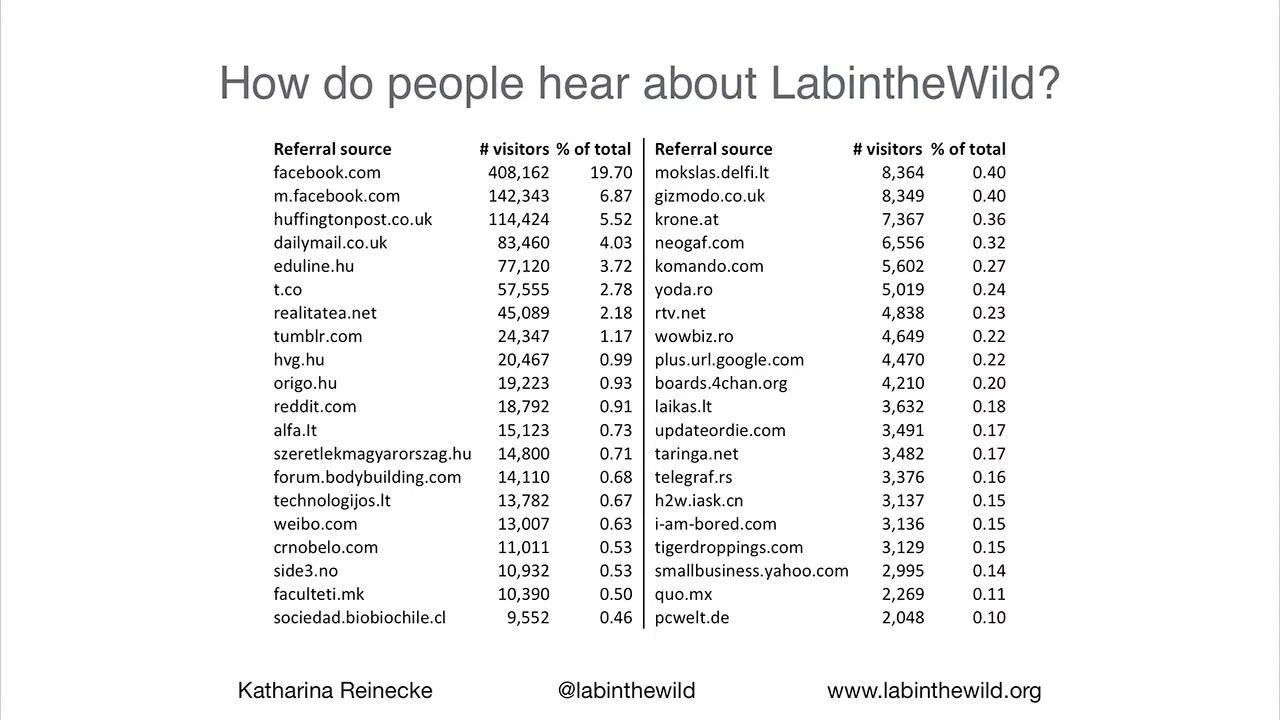 How do people hear about LabintheWild?
Referral source # visitors % of total
facebook.com 408,162 19.70
m.facebook.com 142,343 6.87
huffingtonpost.co.uk 114,424 5.52
dailymail.co.uk 83,460 4.03
eduline.hu 77,120 3.72
t.co 57,555 2.78
realitatea.net 45,089 2.18
tumblr.com 24,347 1.17
hvg.hu 20,467 0.99
origo.hu 19,223 0.93
reddit.com 18,792 0.91
alfa.lt 15,123 0.73
szeretlekmagyarorszag.hu 14,800 0.71
forum.bodybuilding.com 14,110 0.68
technologijos.lt 13,782 0.67
weibo.com 13,007 0.63
crnobelo.com 11,011 0.53
side3.no 10,932 0.53
faculteti.mk 10,390 0.50
sociedad.biobiochile.cl 9,552 0.46
Referral source # visitors % of total
mokslas.delfi.lt 8,364 0.40
gizmodo.co.uk 8,349 0.40
krone.at 7,367 0.36
neogaf.com 6,556 0.32
komando.com 5,602 0.27
yoda.ro 5,019 0.24
rtv.net 4,838 0.23
wowbiz.ro 4,649 0.22
plus.url.google.com 4,470 0.22
boards.4chan.org 4,210 0.20
laikas.lt 3,632 0.18
updateordie.com 3,491 0.17
taringa.net 3,482 0.17
telegraf.rs 3,376 0.16
h2w.iask.cn 3,137 0.15
i-am-bored.com 3,136 0.15
tigerdroppings.com 3,129 0.15
smallbusiness.yahoo.com 2,995 0.14
quo.mx 2,269 0.11
pcwelt.de 2,048 0.10
Katharina Reinecke @labinthewild www.labinthewild.org